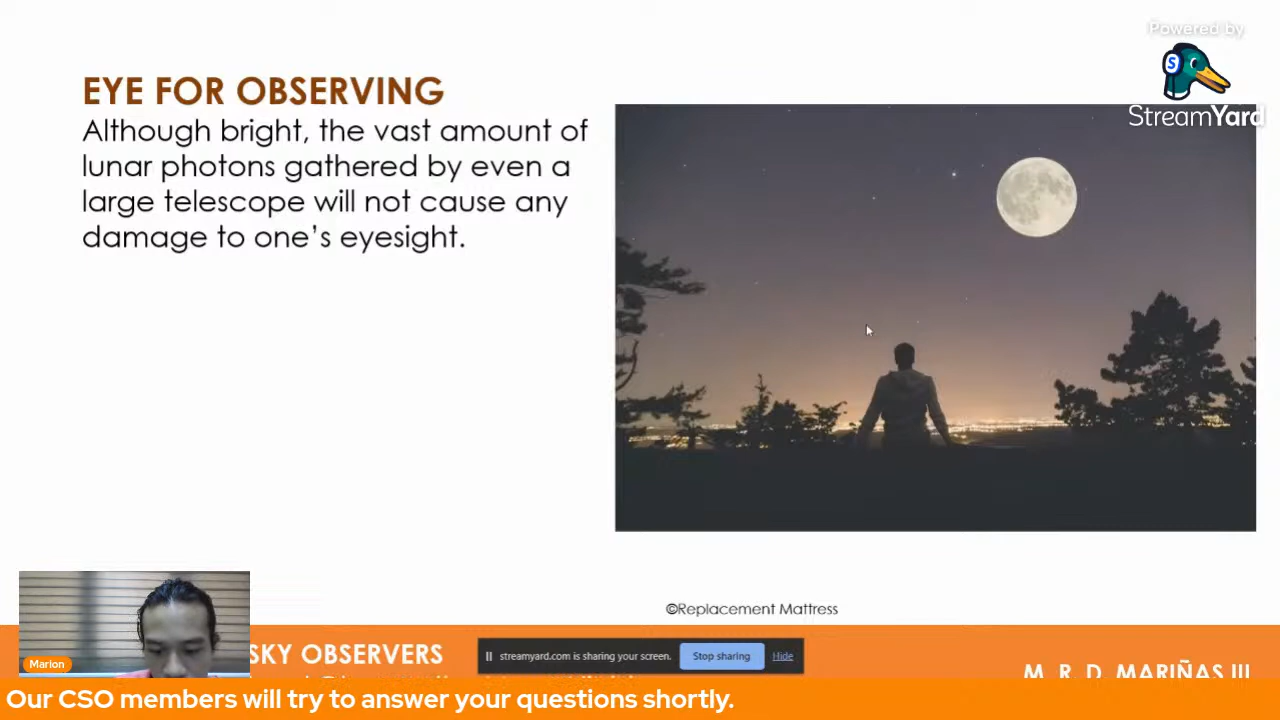 Powered by
StreamYard
EYE FOR OBSERVING
Although bright, the vast amount of
lunar photons gathered by even a
large telescope will not cause any
damage to one’s eyesight.
©Replacement Mattress
Marion
SKY OBSERVERS
streamyard.com is sharing your screen.
Stop sharing
Hide
M. R. D. MARIÑAS III
Our CSO members will try to answer your questions shortly.